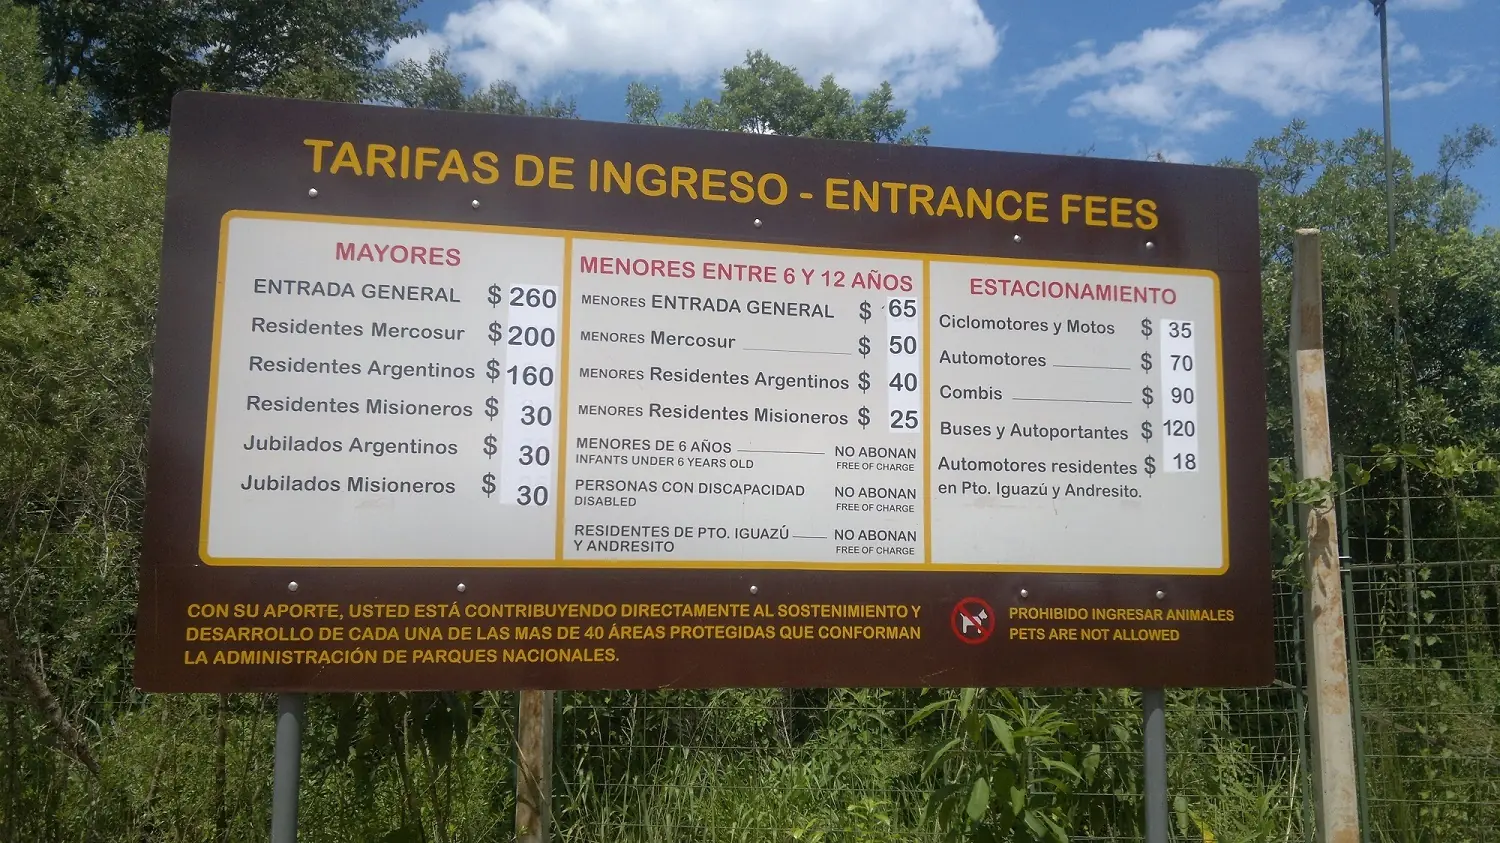 TARIFAS DE INGRESO - ENTRANCE FEES
MAYORES
ENTRADA GENERAL $ 260
Residentes Mercosur $ 200
Residentes Argentinos $ 160
Residentes Misioneros $ 30
Jubilados Argentinos $ 30
Jubilados Misioneros $ 30
MENORES ENTRE 6 Y 12 AÑOS
MENORES ENTRADA GENERAL $ 65
MENORES Mercosur $ 50
MENORES Residentes Argentinos $ 40
MENORES Residentes Misioneros $ 25
MENORES DE 6 AÑOS NO ABONAN
INFANTS UNDER 6 YEARS OLD FREE OF CHARGE
PERSONAS CON DISCAPACIDAD NO ABONAN
DISABLED FREE OF CHARGE
RESIDENTES DE PTO. IGUAZÚ NO ABONAN
Y ANDRESITO FREE OF CHARGE
ESTACIONAMIENTO
Ciclomotores y Motos $ 35
Automotores $ 70
Combis $ 90
Buses y Autoportantes $ 120
Automotores residentes $ 18
en Pto. Iguazú y Andresito.
CON SU APORTE, USTED ESTÁ CONTRIBUYENDO DIRECTAMENTE AL SOSTENIMIENTO Y
DESARROLLO DE CADA UNA DE LAS MAS DE 40 ÁREAS PROTEGIDAS QUE CONFORMAN
LA ADMINISTRACIÓN DE PARQUES NACIONALES.
PROHIBIDO INGRESAR ANIMALES
PETS ARE NOT ALLOWED